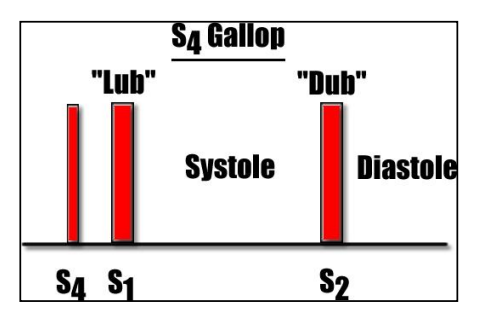 S4 Gallop
"Lub" "Dub"
Systole Diastole
S4 S1 S2